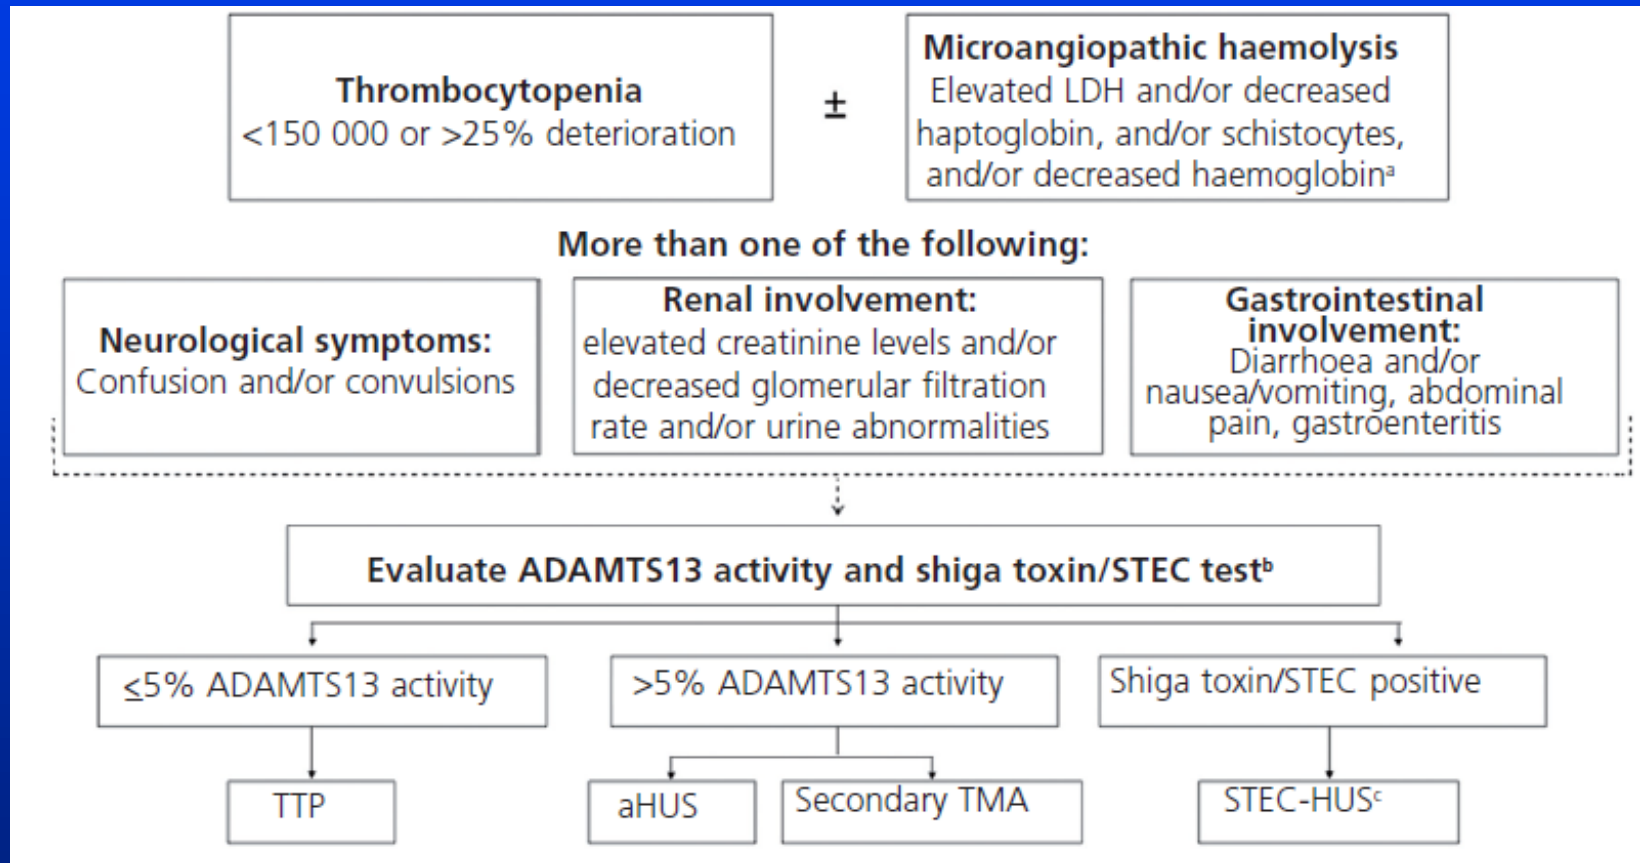 Thrombocytopenia
<150 000 or >25% deterioration
±
Microangiopathic haemolysis
Elevated LDH and/or decreased
haptoglobin, and/or schistocytes,
and/or decreased haemoglobinᵃ
More than one of the following:
Neurological symptoms:
Confusion and/or convulsions
Renal involvement:
elevated creatinine levels and/or
decreased glomerular filtration
rate and/or urine abnormalities
Gastrointestinal
involvement:
Diarrhoea and/or
nausea/vomiting, abdominal
pain, gastroenteritis
Evaluate ADAMTS13 activity and shiga toxin/STEC testᵇ
≤5% ADAMTS13 activity
>5% ADAMTS13 activity
Shiga toxin/STEC positive
TTP
aHUS
Secondary TMA
STEC-HUSᶜ